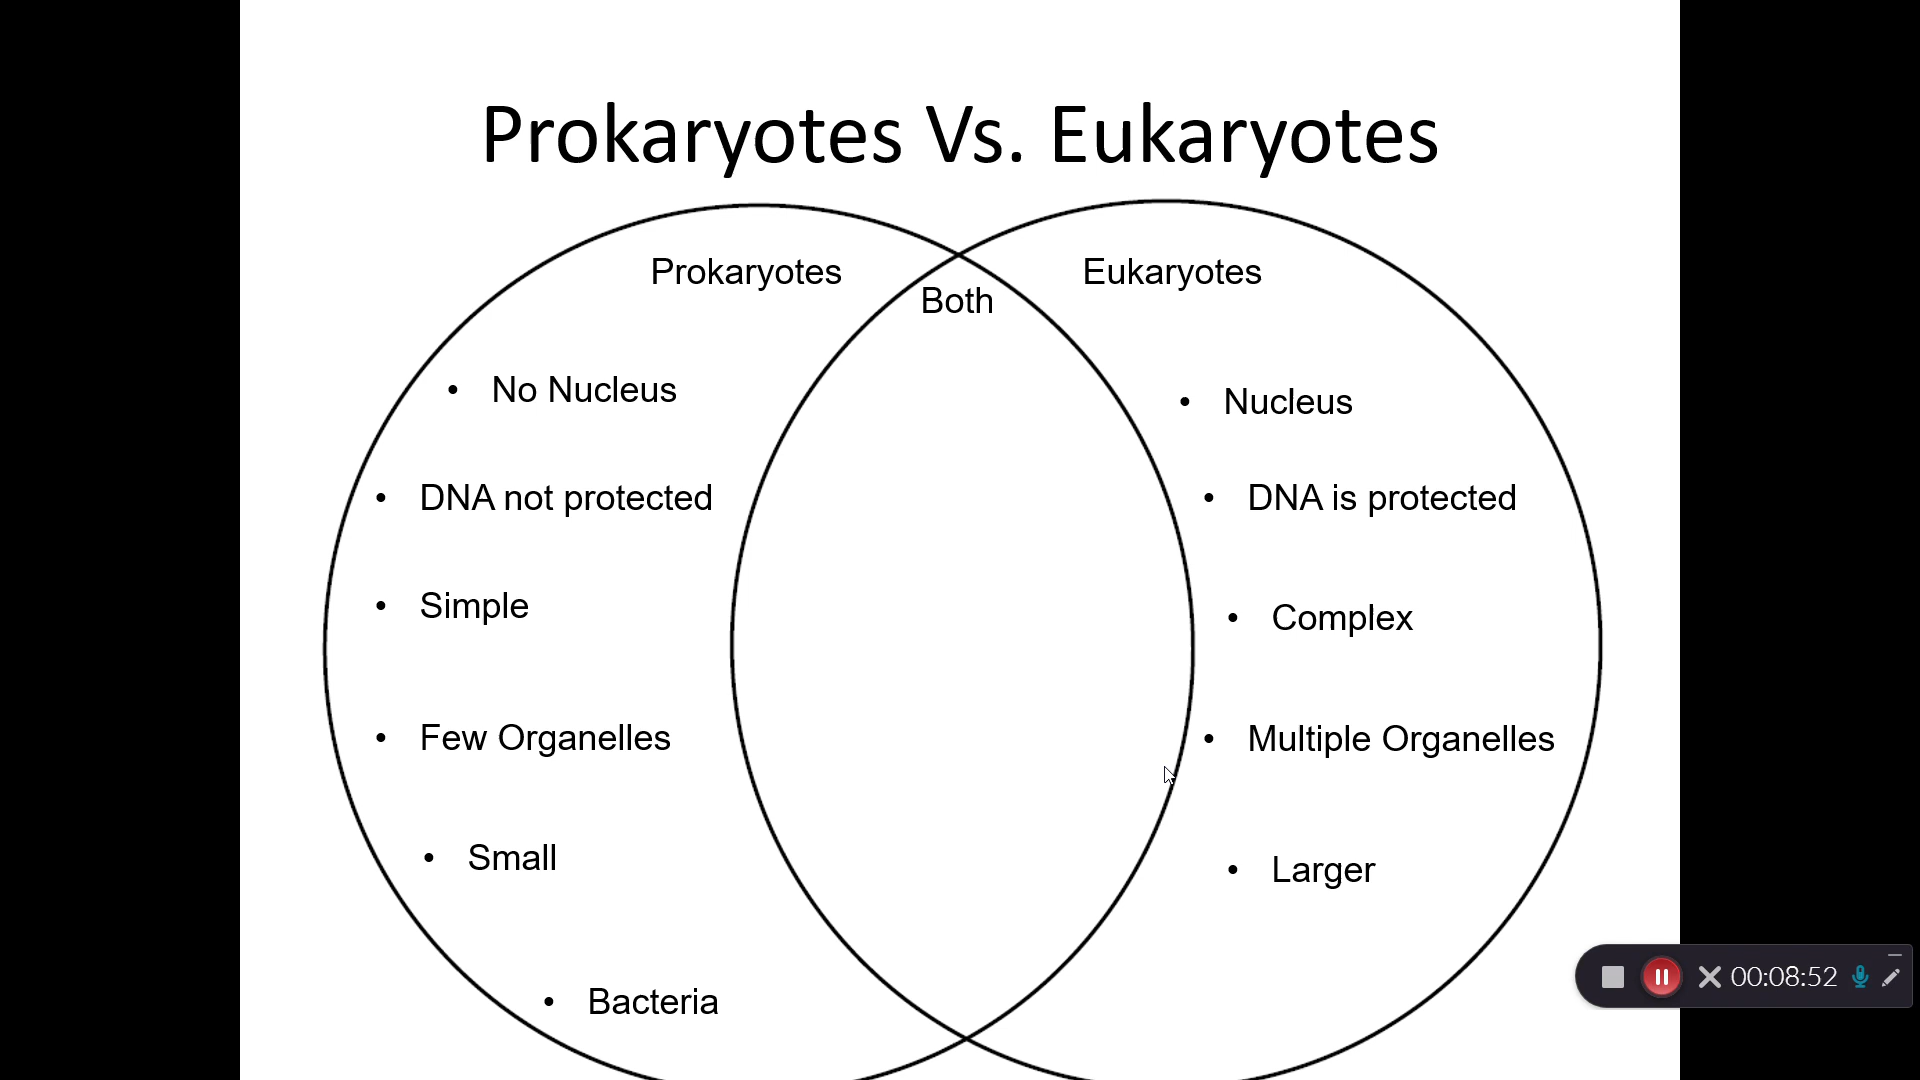 Prokaryotes Vs. Eukaryotes
Prokaryotes
Both
Eukaryotes
• No Nucleus
• DNA not protected
• Simple
• Few Organelles
• Small
• Bacteria
• Nucleus
• DNA is protected
• Complex
• Multiple Organelles
• Larger
00:08:52